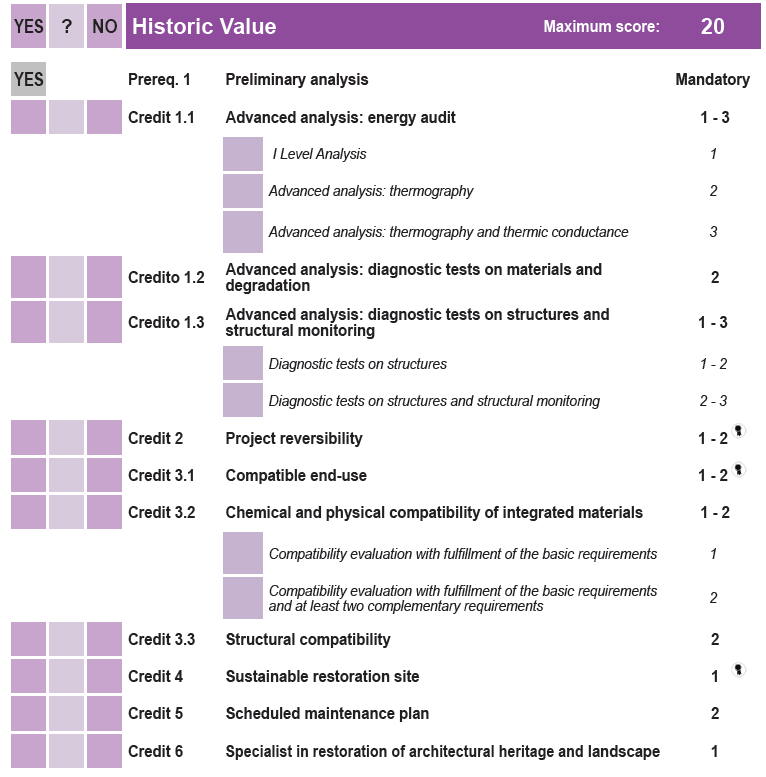 YES ? NO Historic Value Maximum score: 20
YES Prereq. 1 Preliminary analysis Mandatory
Credit 1.1 Advanced analysis: energy audit 1 - 3
I Level Analysis 1
Advanced analysis: thermography 2
Advanced analysis: thermography and thermic conductance 3
Credito 1.2 Advanced analysis: diagnostic tests on materials and
degradation 2
Credito 1.3 Advanced analysis: diagnostic tests on structures and
structural monitoring 1 - 3
Diagnostic tests on structures 1 - 2
Diagnostic tests on structures and structural monitoring 2 - 3
Credit 2 Project reversibility 1 - 2
Credit 3.1 Compatible end-use 1 - 2
Credit 3.2 Chemical and physical compatibility of integrated materials 1 - 2
Compatibility evaluation with fulfillment of the basic requirements 1
Compatibility evaluation with fulfillment of the basic requirements
and at least two complementary requirements 2
Credit 3.3 Structural compatibility 2
Credit 4 Sustainable restoration site 1
Credit 5 Scheduled maintenance plan 2
Credit 6 Specialist in restoration of architectural heritage and landscape 1